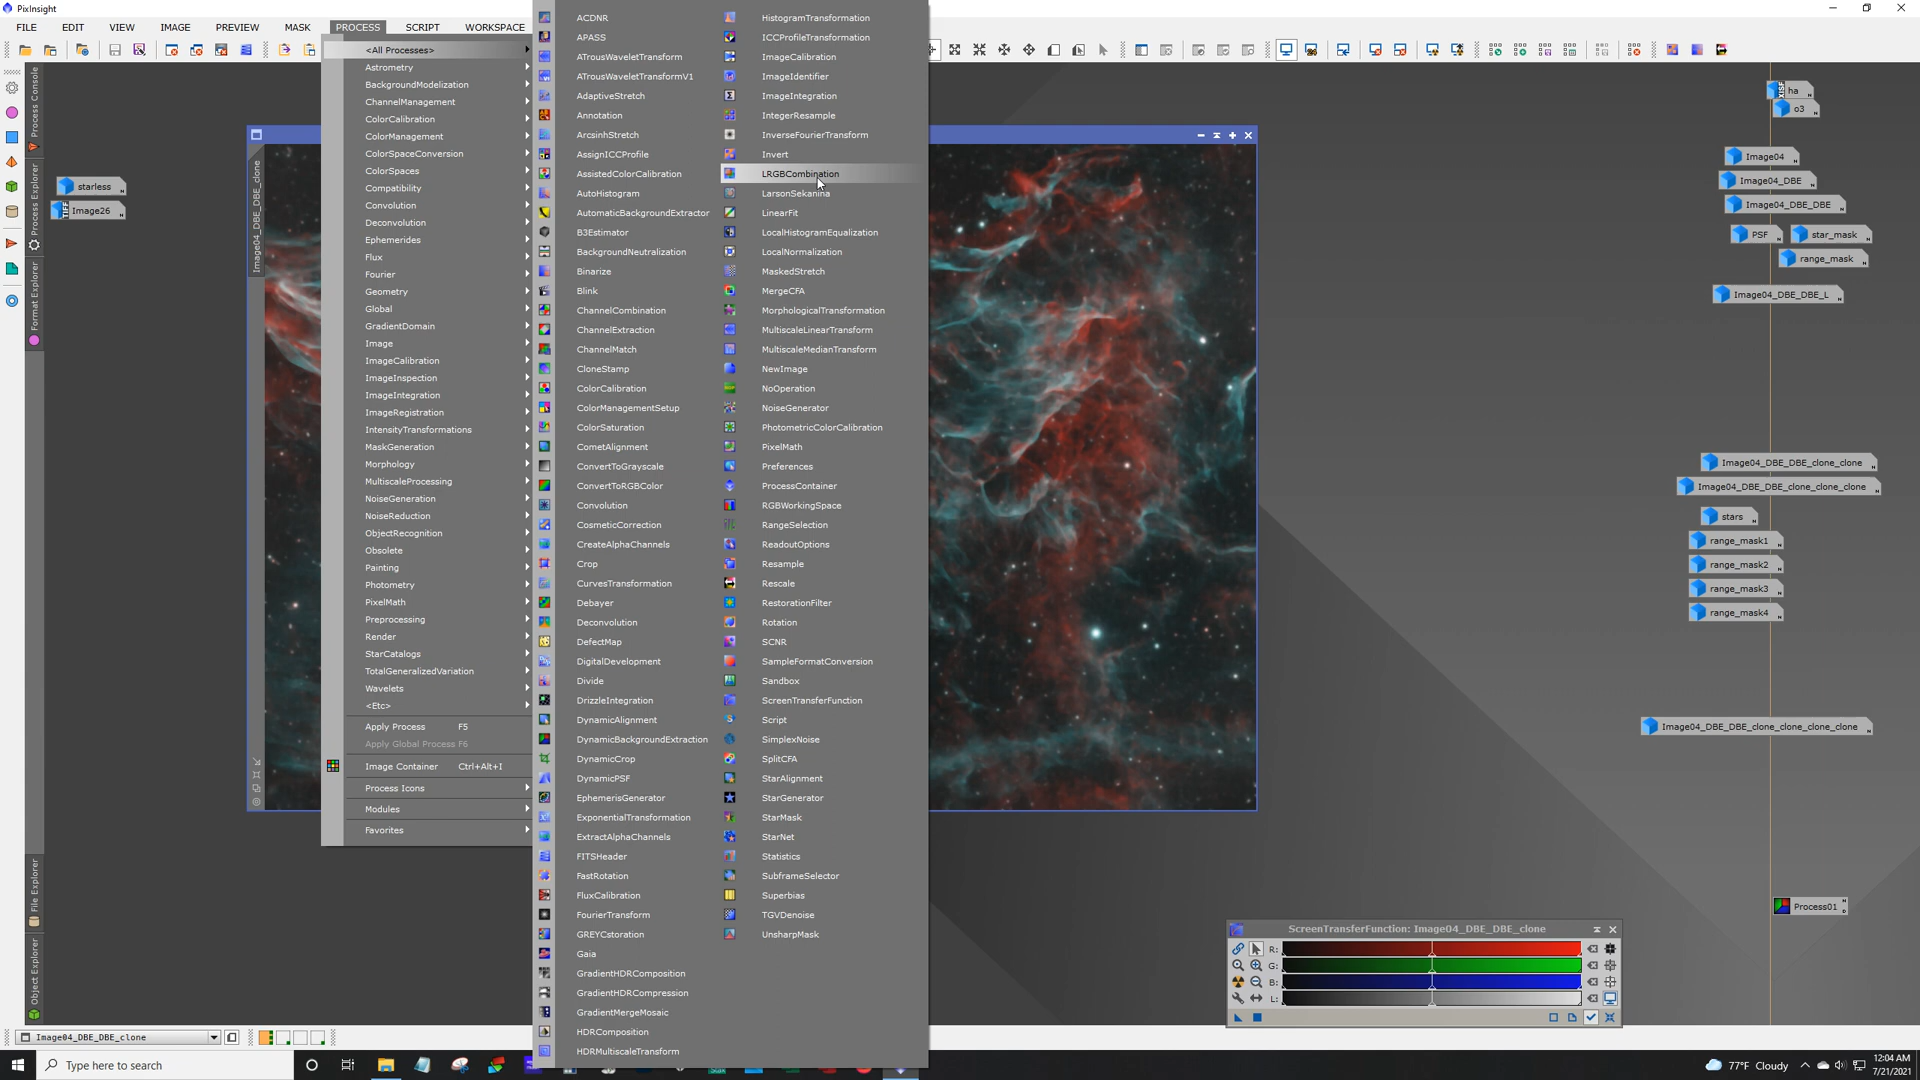 PixInsight
FILE EDIT VIEW IMAGE PREVIEW MASK PROCESS SCRIPT WORKSPACE
<All Processes>
Astrometry
BackgroundModelization
ChannelManagement
ColorCalibration
ColorManagement
ColorSpaceConversion
ColorSpaces
Compatibility
Convolution
Deconvolution
Ephemerides
Flux
Fourier
Geometry
Global
GradientDomain
Image
ImageCalibration
ImageInspection
ImageIntegration
ImageRegistration
IntensityTransformations
MaskGeneration
Morphology
MultiscaleProcessing
NoiseGeneration
NoiseReduction
ObjectRecognition
Obsolete
Painting
Photometry
PixelMath
Preprocessing
Render
StarCatalogs
TotalGeneralizedVariation
Wavelets
<Etc>
Apply Process F5
Apply Global Process F6
Image Container Ctrl+Alt+I
Process Icons
Modules
Favorites
ACDNR
APASS
ATrousWaveletTransform
ATrousWaveletTransformV1
AdaptiveStretch
Annotation
ArcsinhStretch
AssignICCProfile
AssistedColorCalibration
AutoHistogram
AutomaticBackgroundExtractor
B3Estimator
BackgroundNeutralization
Binarize
Blink
ChannelCombination
ChannelExtraction
ChannelMatch
CloneStamp
ColorCalibration
ColorManagementSetup
ColorSaturation
CometAlignment
ConvertToGrayscale
ConvertToRGBColor
Convolution
CosmeticCorrection
CreateAlphaChannels
Crop
CurvesTransformation
Debayer
Deconvolution
DefectMap
DigitalDevelopment
Divide
DrizzleIntegration
DynamicAlignment
DynamicBackgroundExtraction
DynamicCrop
DynamicPSF
EphemerisGenerator
ExponentialTransformation
ExtractAlphaChannels
FITSHeader
FastRotation
FluxCalibration
FourierTransform
GREYCstoration
Gaia
GradientHDRComposition
GradientHDRCompression
GradientMergeMosaic
HDRComposition
HDRMultiscaleTransform
HistogramTransformation
ICCProfileTransformation
ImageCalibration
ImageIdentifier
ImageIntegration
IntegerResample
InverseFourierTransform
Invert
LRGBCombination
LarsonSekanina
LinearFit
LocalHistogramEqualization
LocalNormalization
MaskedStretch
MergeCFA
MorphologicalTransformation
MultiscaleLinearTransform
MultiscaleMedianTransform
NewImage
NoOperation
NoiseGenerator
PhotometricColorCalibration
PixelMath
Preferences
ProcessContainer
RGBWorkingSpace
RangeSelection
ReadoutOptions
Resample
Rescale
RestorationFilter
Rotation
SCNR
SampleFormatConversion
Sandbox
ScreenTransferFunction
Script
SimplexNoise
SplitCFA
StarAlignment
StarGenerator
StarMask
StarNet
Statistics
SubframeSelector
Superbias
TGVDenoise
UnsharpMask
Process Console
Process Explorer
Format Explorer
File Explorer
Object Explorer
starless
Image26
TIFF
Image04_DBE_DBE_clone
XISF
ha
o3
Image04
Image04_DBE
Image04_DBE_DBE
PSF star_mask
range_mask
Image04_DBE_DBE_L
Image04_DBE_DBE_clone_clone
Image04_DBE_DBE_clone_clone_clone
stars
range_mask1
range_mask2
range_mask3
range_mask4
Image04_DBE_DBE_clone_clone_clone_clone
Process01
ScreenTransferFunction: Image04_DBE_DBE_clone
R:
G:
B:
L:
Image04_DBE_DBE_clone
Type here to search
77°F Cloudy
12:04 AM
7/21/2021